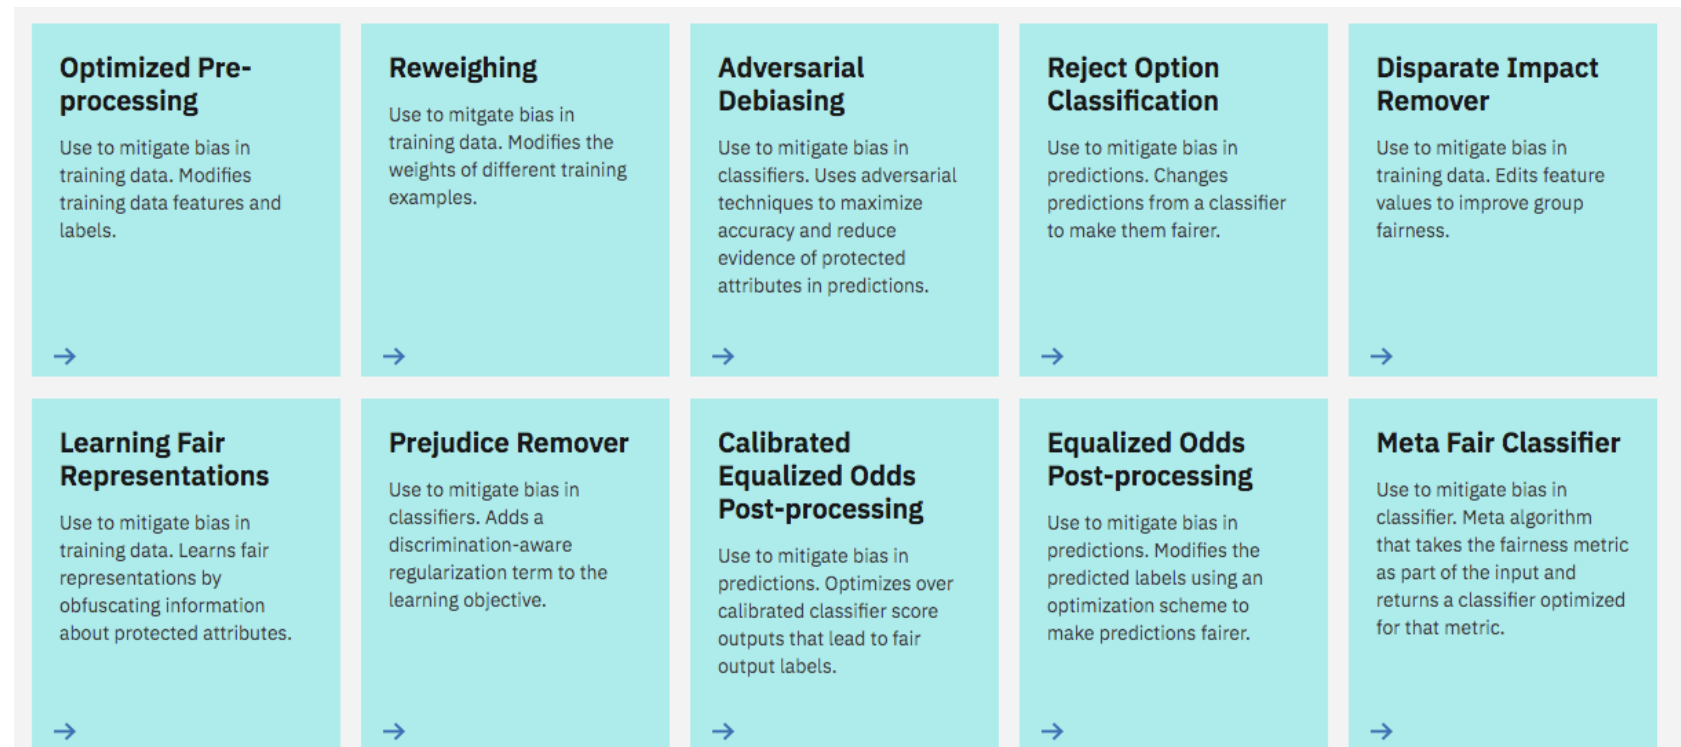 Optimized Pre-
processing
Use to mitigate bias in
training data. Modifies
training data features and
labels.
Reweighing
Use to mitgate bias in
training data. Modifies the
weights of different training
examples.
Adversarial
Debiasing
Use to mitigate bias in
classifiers. Uses adversarial
techniques to maximize
accuracy and reduce
evidence of protected
attributes in predictions.
Reject Option
Classification
Use to mitigate bias in
predictions. Changes
predictions from a classifier
to make them fairer.
Disparate Impact
Remover
Use to mitigate bias in
training data. Edits feature
values to improve group
fairness.
Learning Fair
Representations
Use to mitigate bias in
training data. Learns fair
representations by
obfuscating information
about protected attributes.
Prejudice Remover
Use to mitigate bias in
classifiers. Adds a
discrimination-aware
regularization term to the
learning objective.
Calibrated
Equalized Odds
Post-processing
Use to mitigate bias in
predictions. Optimizes over
calibrated classifier score
outputs that lead to fair
output labels.
Equalized Odds
Post-processing
Use to mitigate bias in
predictions. Modifies the
predicted labels using an
optimization scheme to
make predictions fairer.
Meta Fair Classifier
Use to mitigate bias in
classifier. Meta algorithm
that takes the fairness metric
as part of the input and
returns a classifier optimized
for that metric.